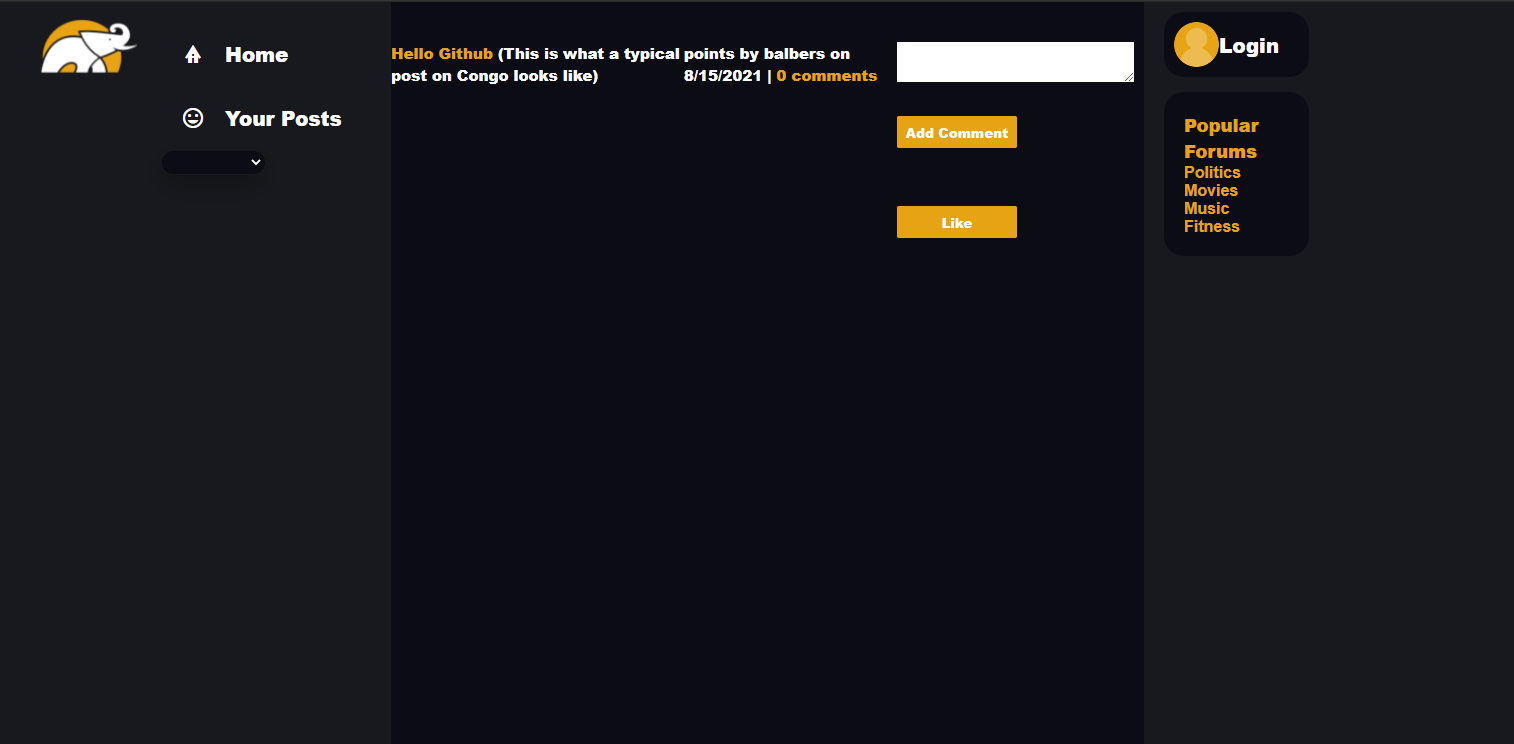 Home
Your Posts
Hello Github (This is what a typical
post on Congo looks like)
points by balbers on
8/15/2021 | 0 comments
Add Comment
Like
Login
Popular
Forums
Politics
Movies
Music
Fitness